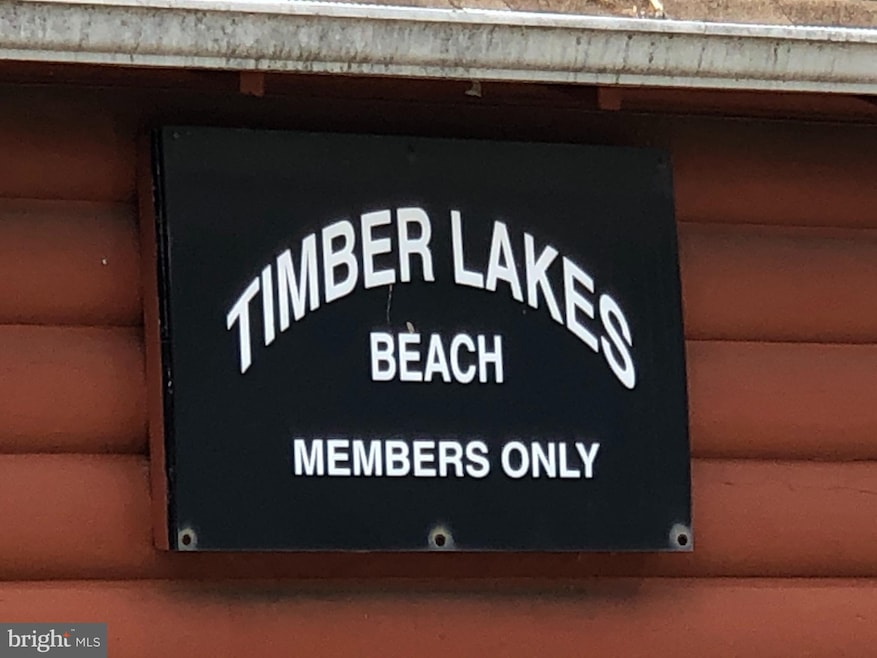 TIMBER LAKES
BEACH
MEMBERS ONLY
bright MLS